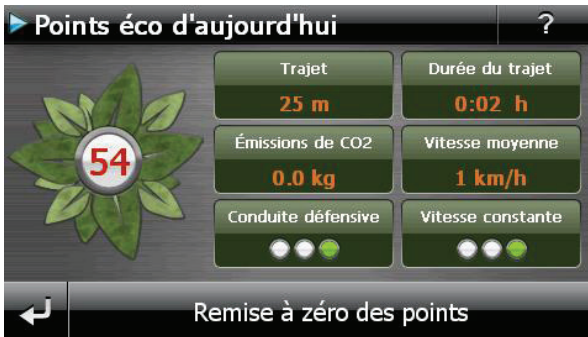 Points éco d'aujourd'hui ?
Trajet
25 m
Durée du trajet
0:02 h
54
Émissions de CO2
0.0 kg
Vitesse moyenne
1 km/h
Conduite défensive
Vitesse constante
Remise à zéro des points